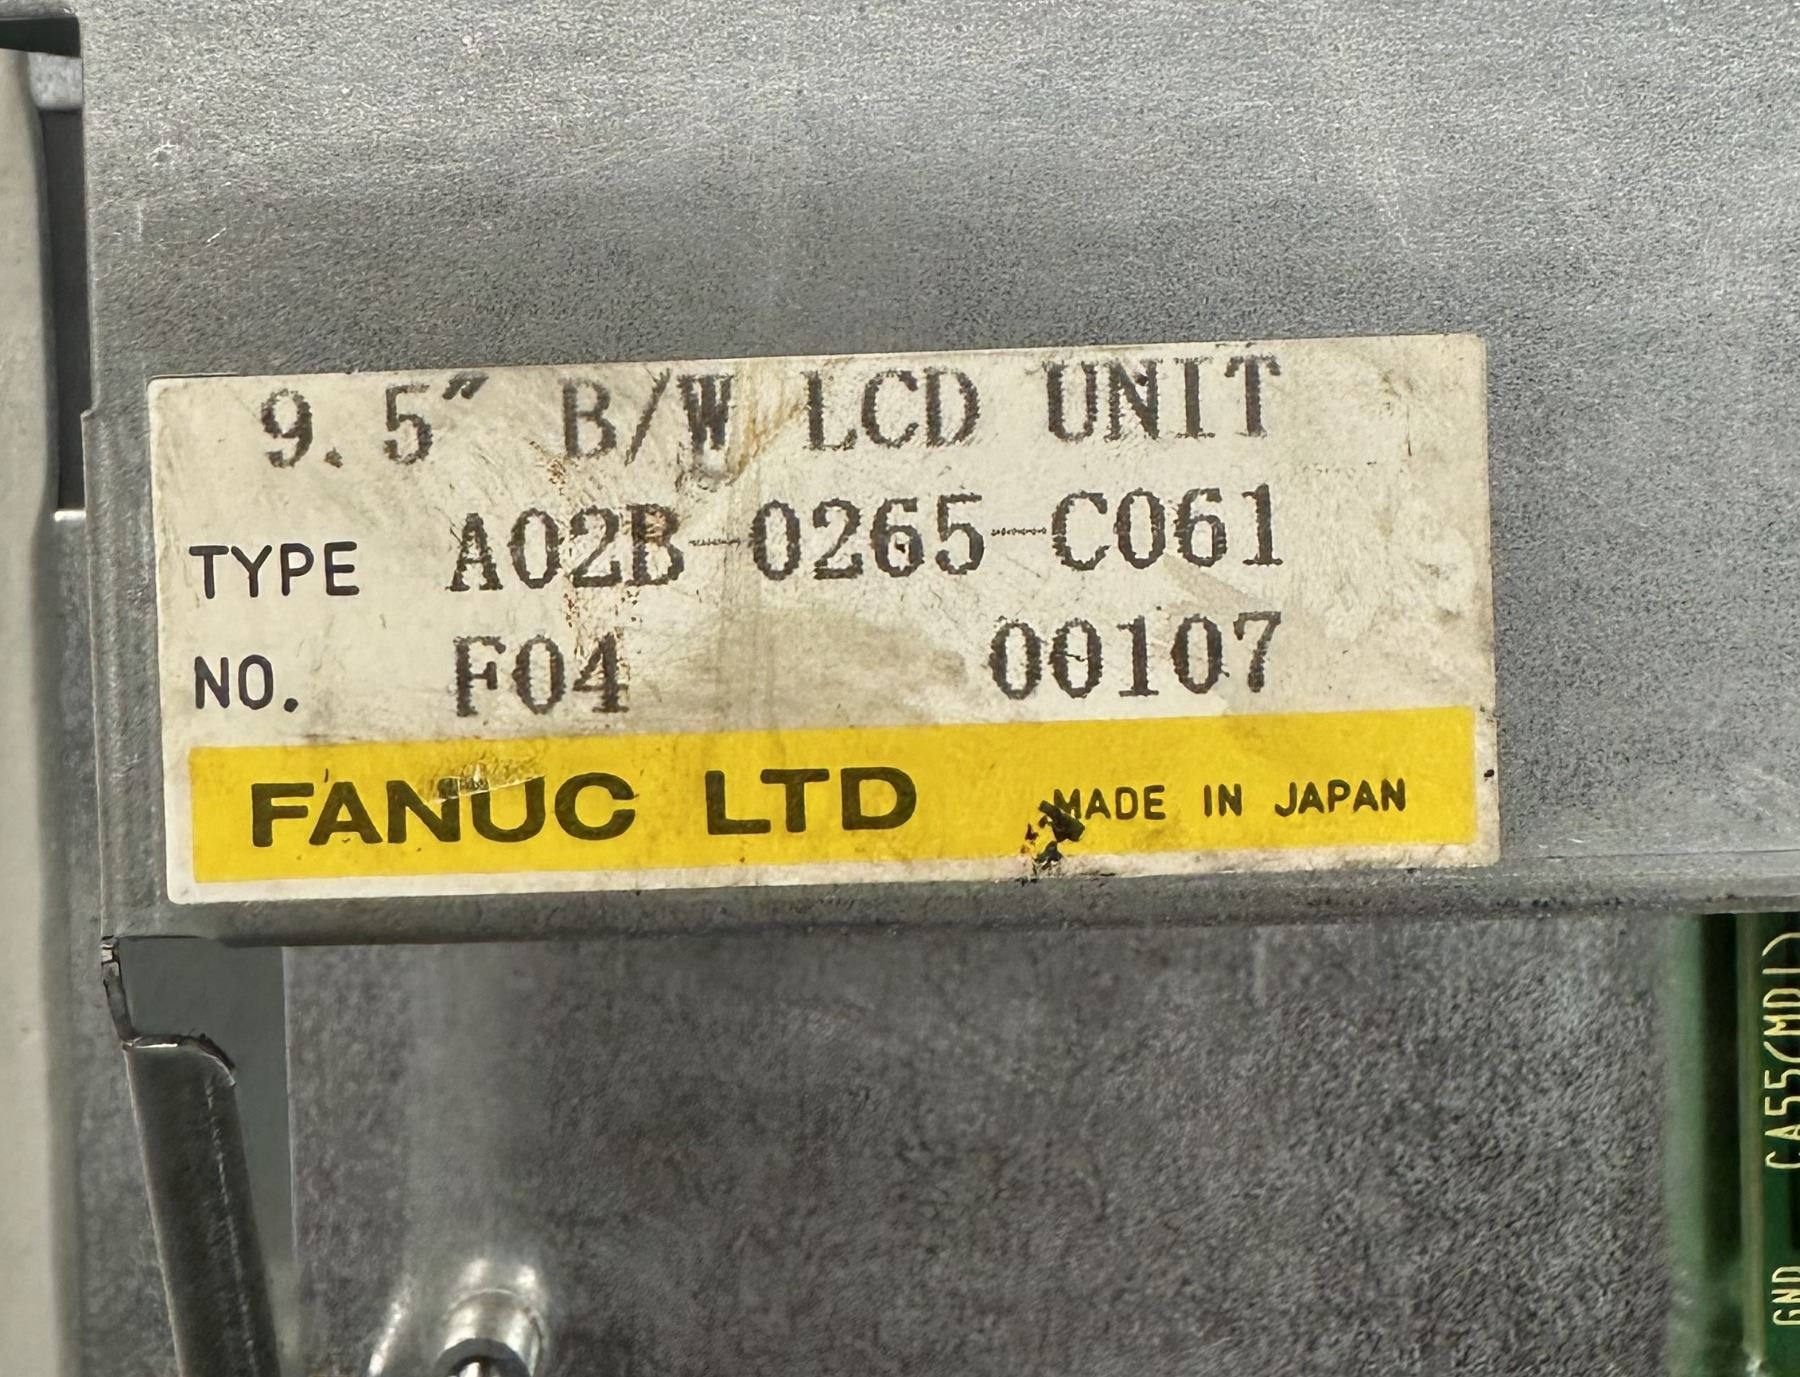 9.5" B/W LCD UNIT
TYPE A02B-0265-C061
NO. F04 00107
FANUC LTD MADE IN JAPAN
CA55(MDI)
GND